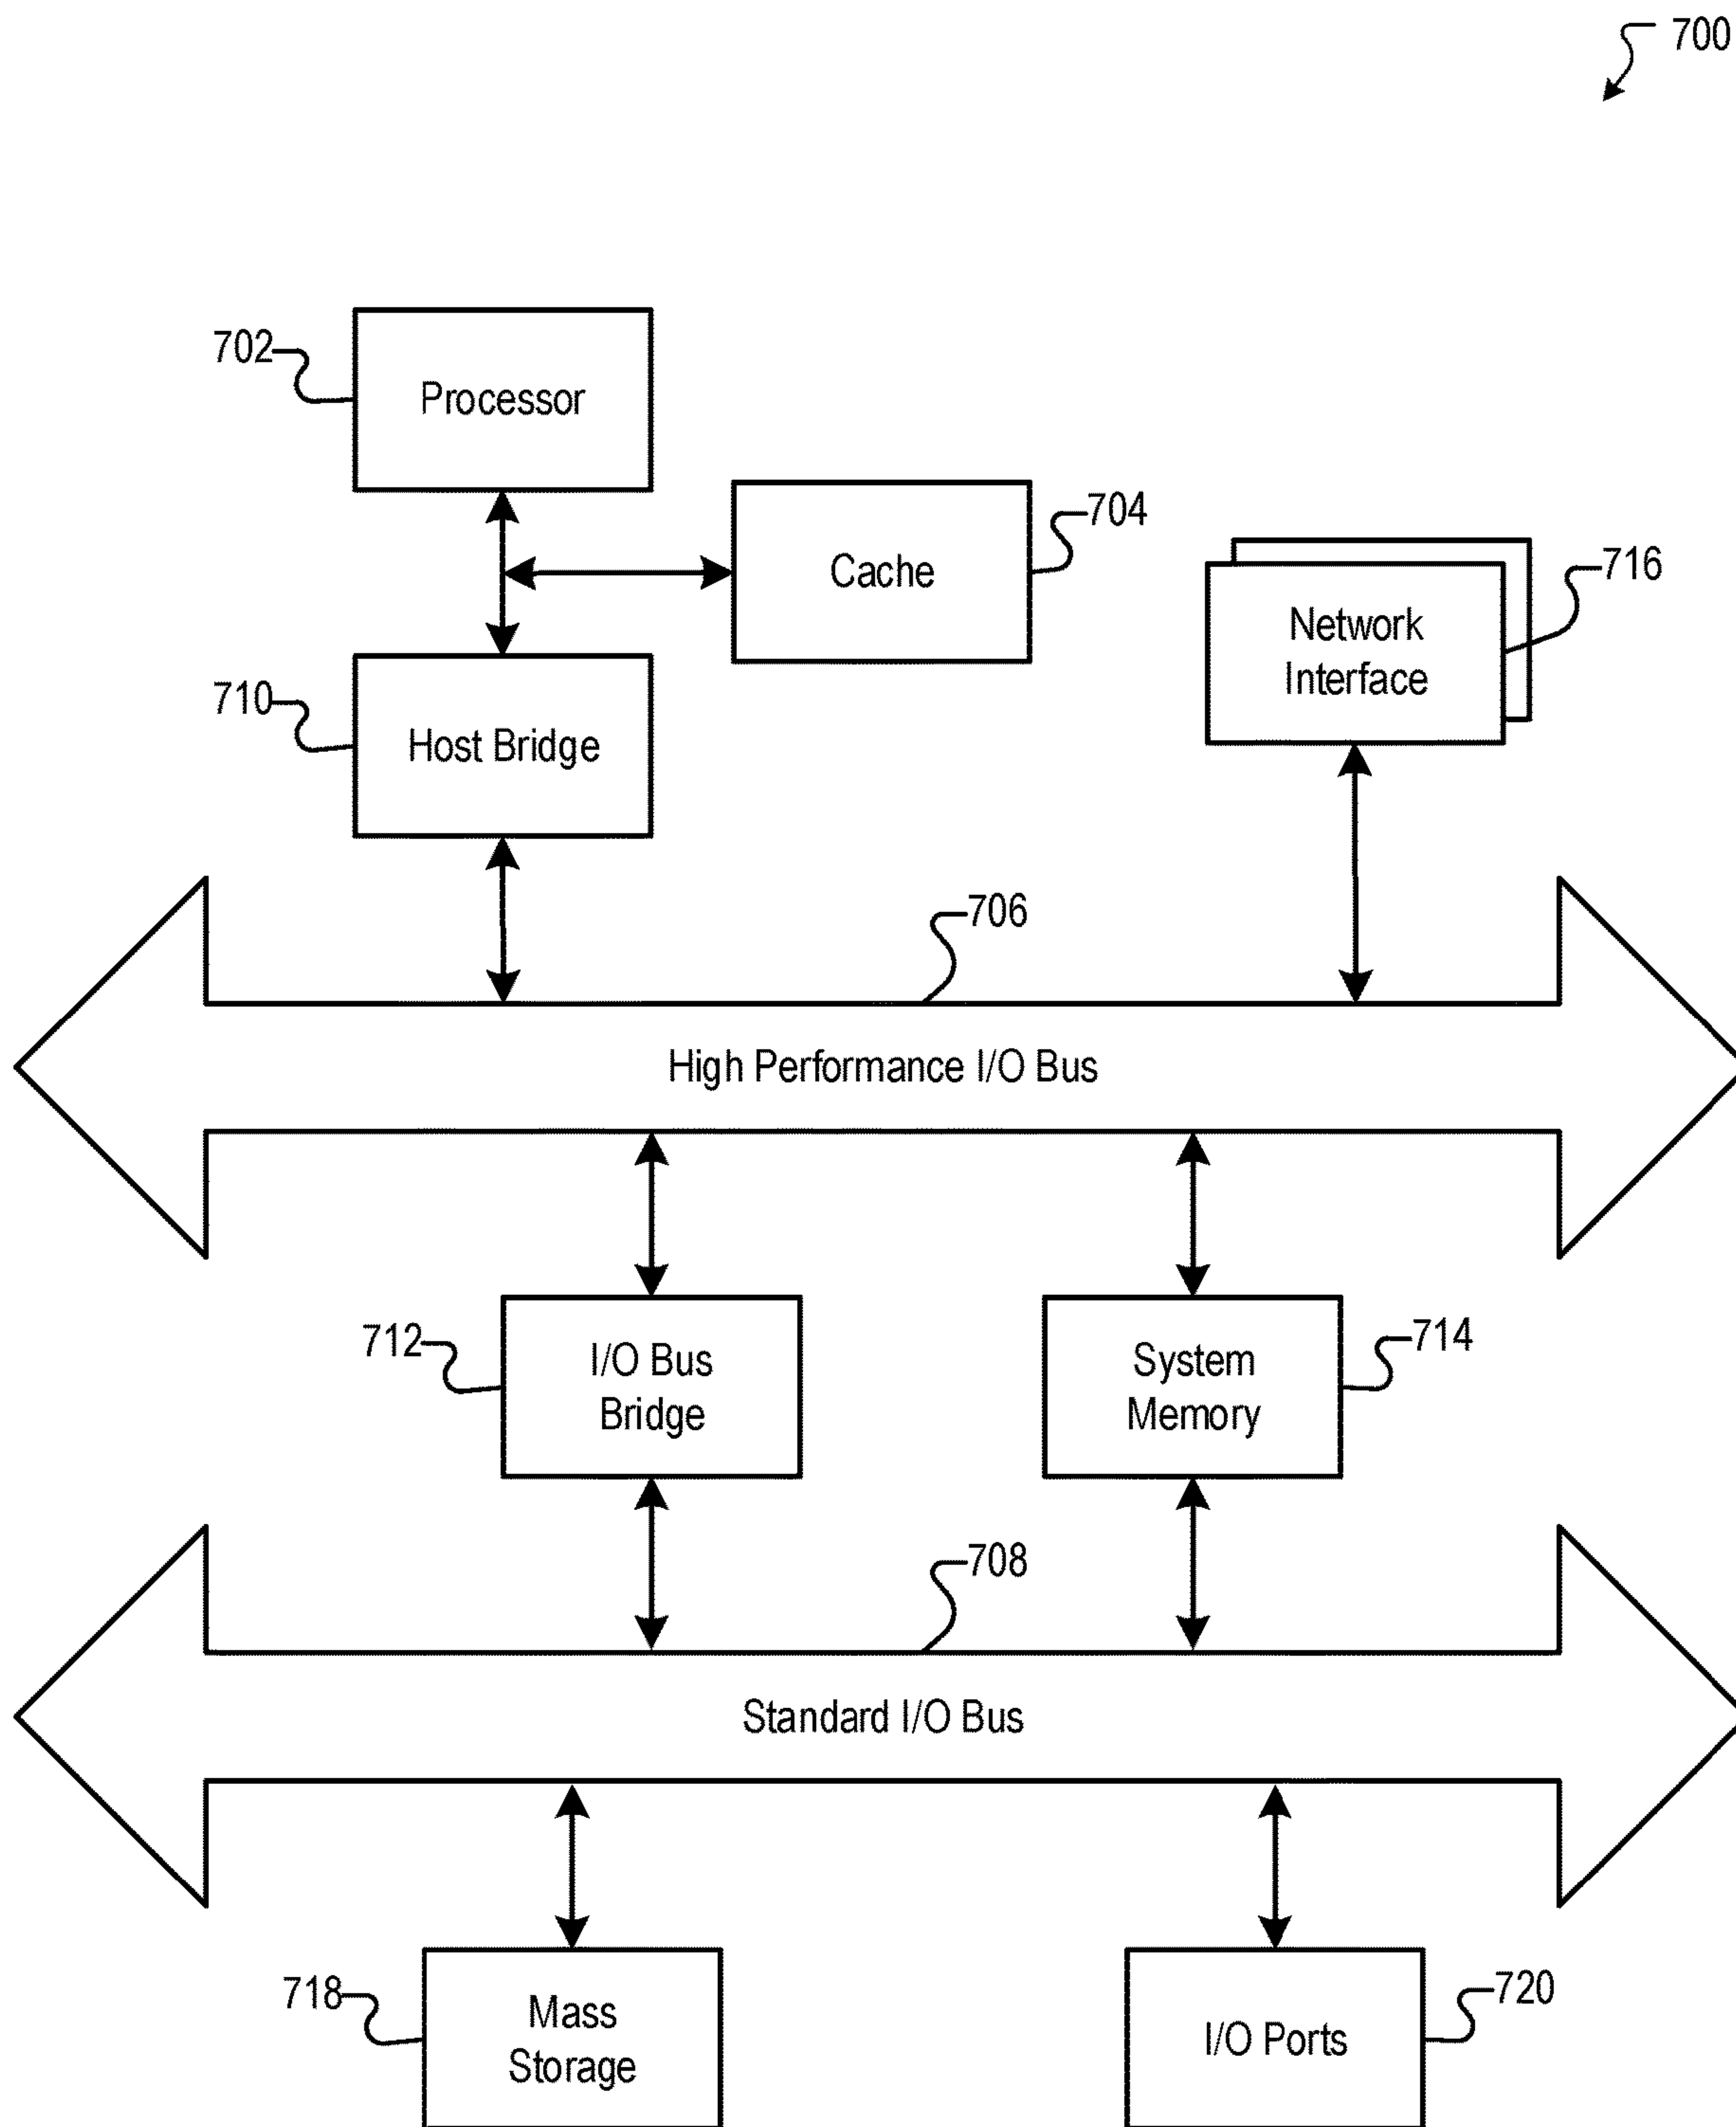 700
702
Processor
704
Cache
716
Network
Interface
710
Host Bridge
706
High Performance I/O Bus
712
I/O Bus
Bridge
714
System
Memory
708
Standard I/O Bus
718
Mass
Storage
720
I/O Ports